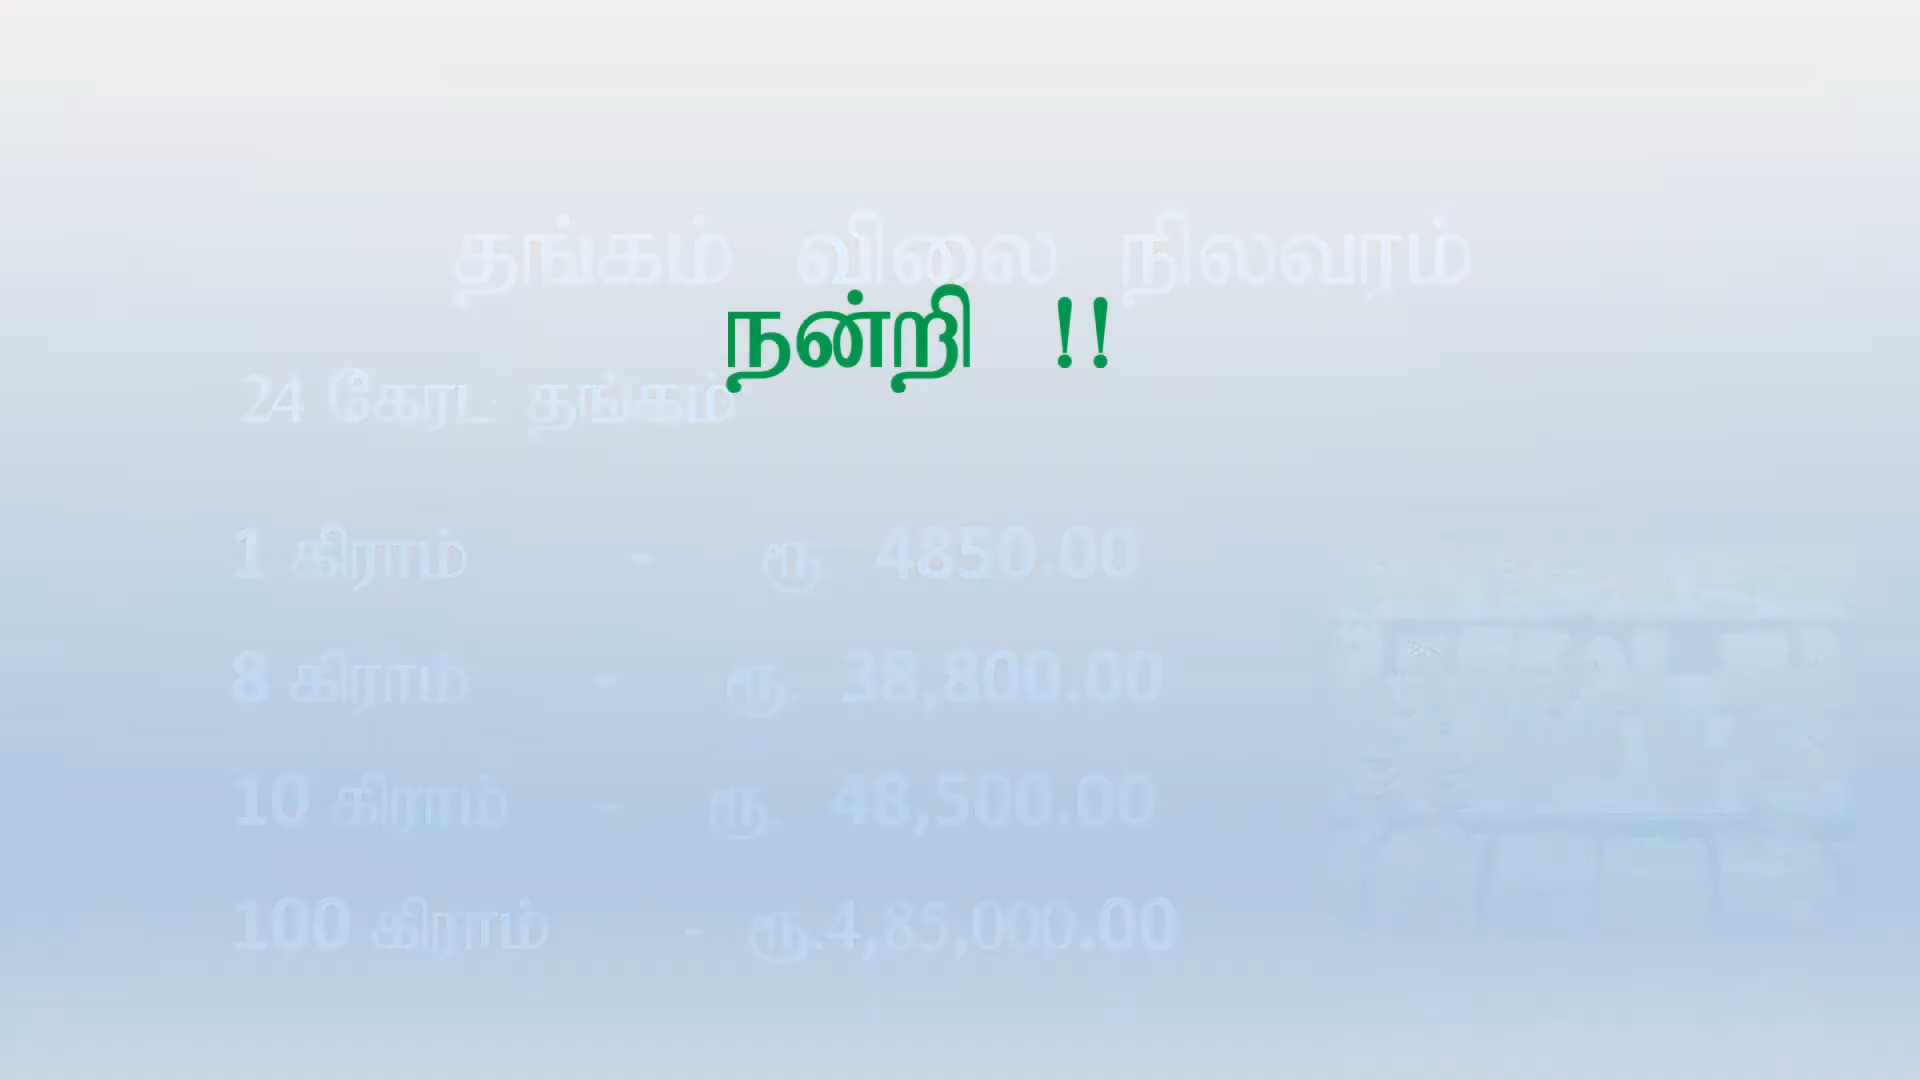 தங்கம் விலை நிலவரம்
நன்றி !!
24 கேரட் தங்கம்
1 கிராம் - ரூ. 4850.00
8 கிராம் - ரூ. 38,800.00
10 கிராம் - ரூ. 48,500.00
100 கிராம் - ரூ.4,85,000.00